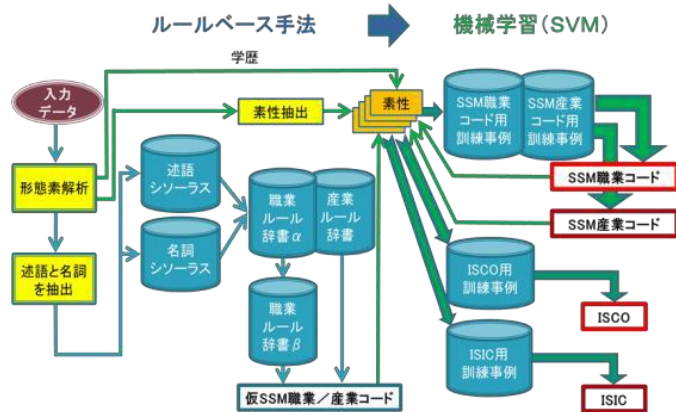 ルールベース手法
機械学習(SVM)
学歴
入力
データ
素性抽出
素性
SSM職業
コード用
訓練事例
SSM産業
コード用
訓練事例
形態素解析
述語
シソーラス
職業
ルール
辞書α
産業
ルール
辞書
SSM職業コード
SSM産業コード
名詞
シソーラス
述語と名詞
を抽出
ISCO用
訓練事例
ISCO
職業
ルール
辞書β
ISIC用
訓練事例
仮SSM職業/産業コード
ISIC